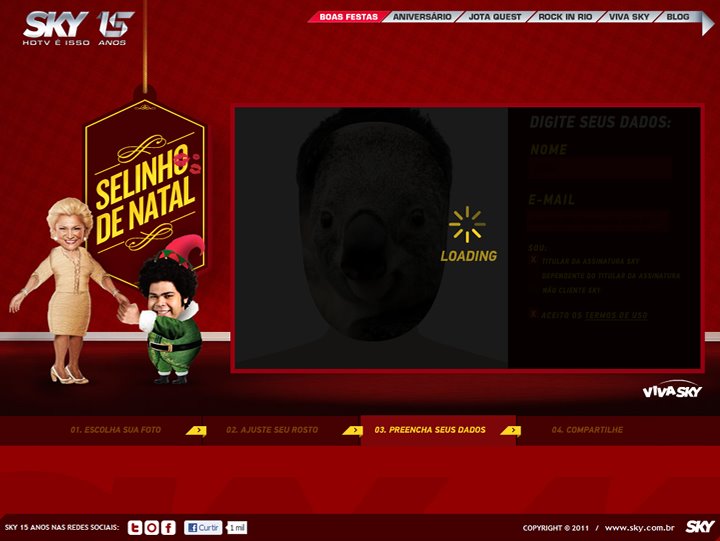 SKY 15
HDTV É ISSO ANOS
BOAS FESTAS
ANIVERSÁRIO
JOTA QUEST
ROCK IN RIO
VIVA SKY
BLOG
SELINHO
DE NATAL
DIGITE SEUS DADOS:
NOME
E-MAIL
LOADING
SOU:
X TITULAR DA ASSINATURA SKY
DEPENDENTE DO TITULAR DA ASSINATURA
NÃO CLIENTE SKY
X ACEITO OS TERMOS DE USO
VIVA SKY
01. ESCOLHA SUA FOTO
02. AJUSTE SEU ROSTO
03. PREENCHA SEUS DADOS
04. COMPARTILHE
SKY 15 ANOS NAS REDES SOCIAIS:
Curtir
1 mil
COPYRIGHT © 2011 / www.sky.com.br
SKY